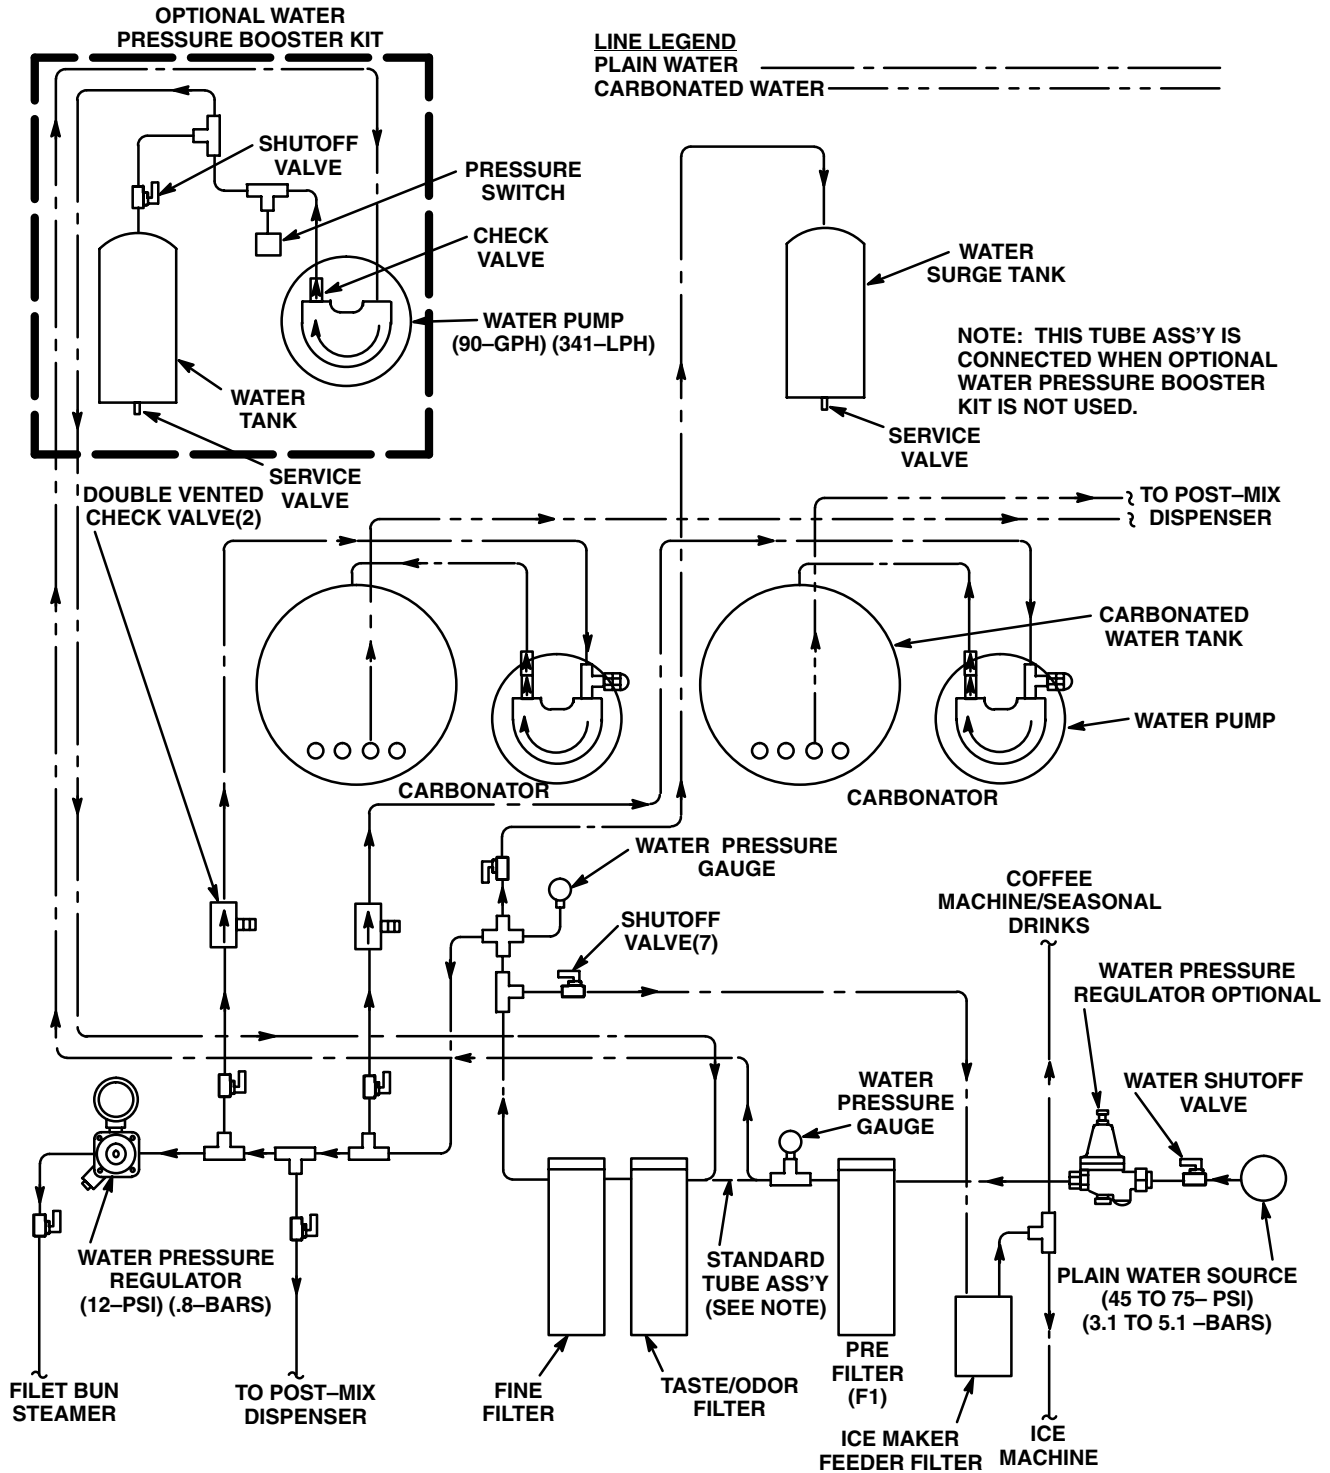 OPTIONAL WATER
PRESSURE BOOSTER KIT
LINE LEGEND
PLAIN WATER
CARBONATED WATER
SHUTOFF
VALVE
PRESSURE
SWITCH
CHECK
VALVE
WATER PUMP
(90–GPH) (341–LPH)
WATER
TANK
SERVICE
VALVE
WATER
SURGE TANK
NOTE: THIS TUBE ASS'Y IS
CONNECTED WHEN OPTIONAL
WATER PRESSURE BOOSTER
KIT IS NOT USED.
SERVICE
VALVE
DOUBLE VENTED
CHECK VALVE(2)
TO POST–MIX
DISPENSER
CARBONATED
WATER TANK
WATER PUMP
CARBONATOR
CARBONATOR
WATER PRESSURE
GAUGE
SHUTOFF
VALVE(7)
COFFEE
MACHINE/SEASONAL
DRINKS
WATER PRESSURE
REGULATOR OPTIONAL
WATER
PRESSURE
GAUGE
WATER SHUTOFF
VALVE
WATER PRESSURE
REGULATOR
(12–PSI) (.8–BARS)
STANDARD
TUBE ASS'Y
(SEE NOTE)
PLAIN WATER SOURCE
(45 TO 75– PSI)
(3.1 TO 5.1 –BARS)
FILET BUN
STEAMER
TO POST–MIX
DISPENSER
FINE
FILTER
TASTE/ODOR
FILTER
PRE
FILTER
(F1)
ICE MAKER
FEEDER FILTER
ICE
MACHINE